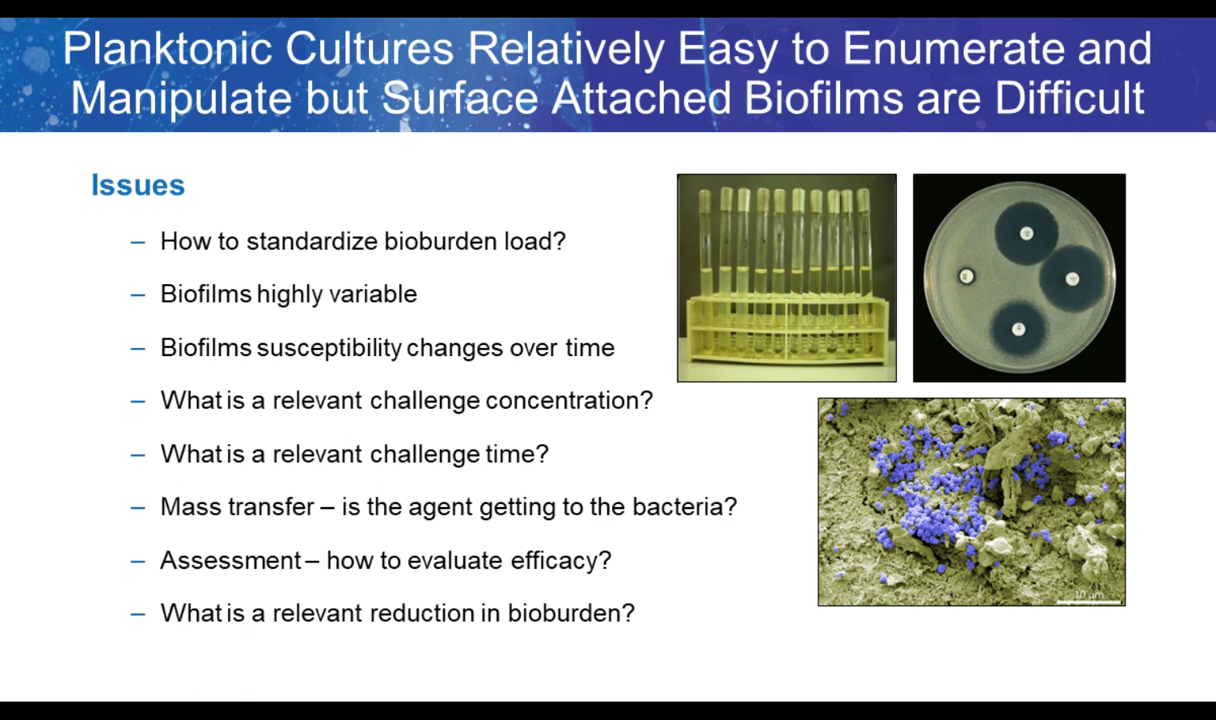 Planktonic Cultures Relatively Easy to Enumerate and
Manipulate but Surface Attached Biofilms are Difficult
Issues
– How to standardize bioburden load?
– Biofilms highly variable
– Biofilms susceptibility changes over time
– What is a relevant challenge concentration?
– What is a relevant challenge time?
– Mass transfer – is the agent getting to the bacteria?
– Assessment – how to evaluate efficacy?
– What is a relevant reduction in bioburden?
10 µm